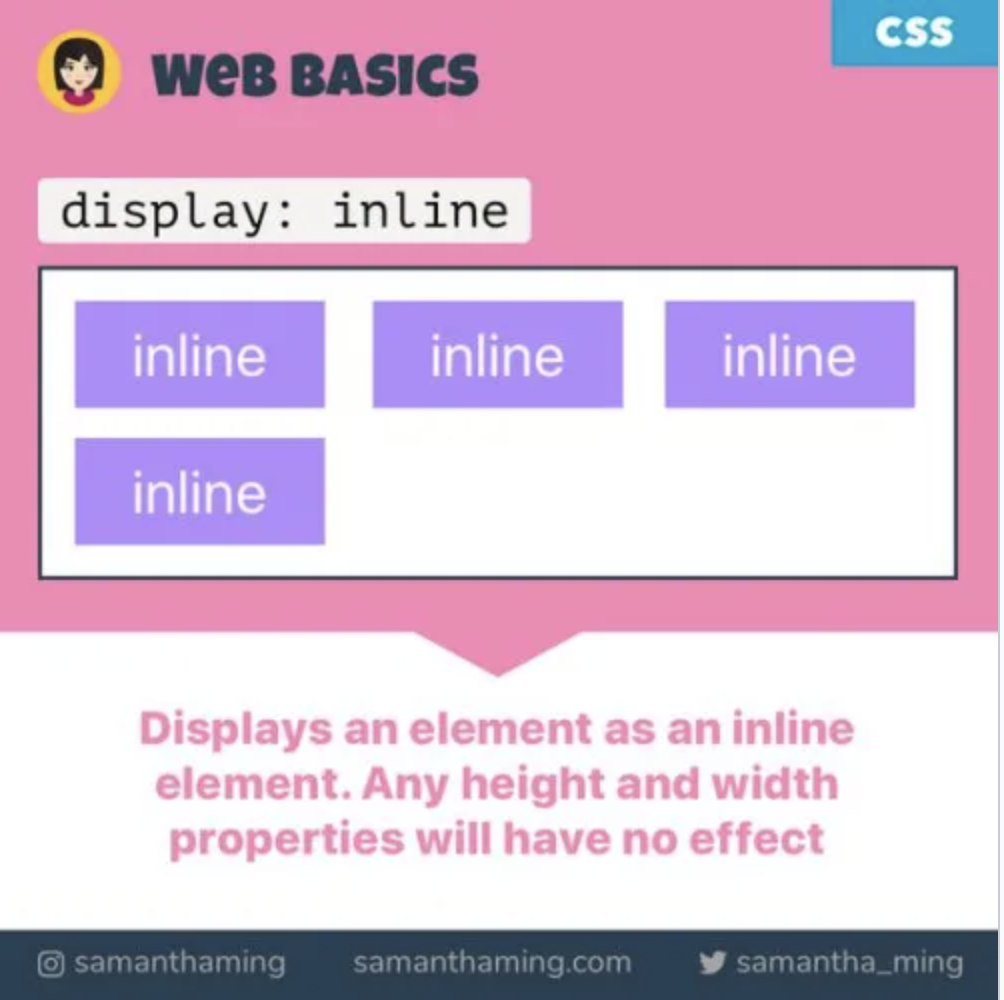 CSS
WeB BASICS
display: inline
inline inline inline
inline
Displays an element as an inline
element. Any height and width
properties will have no effect
samanthaming samanthaming.com samantha_ming